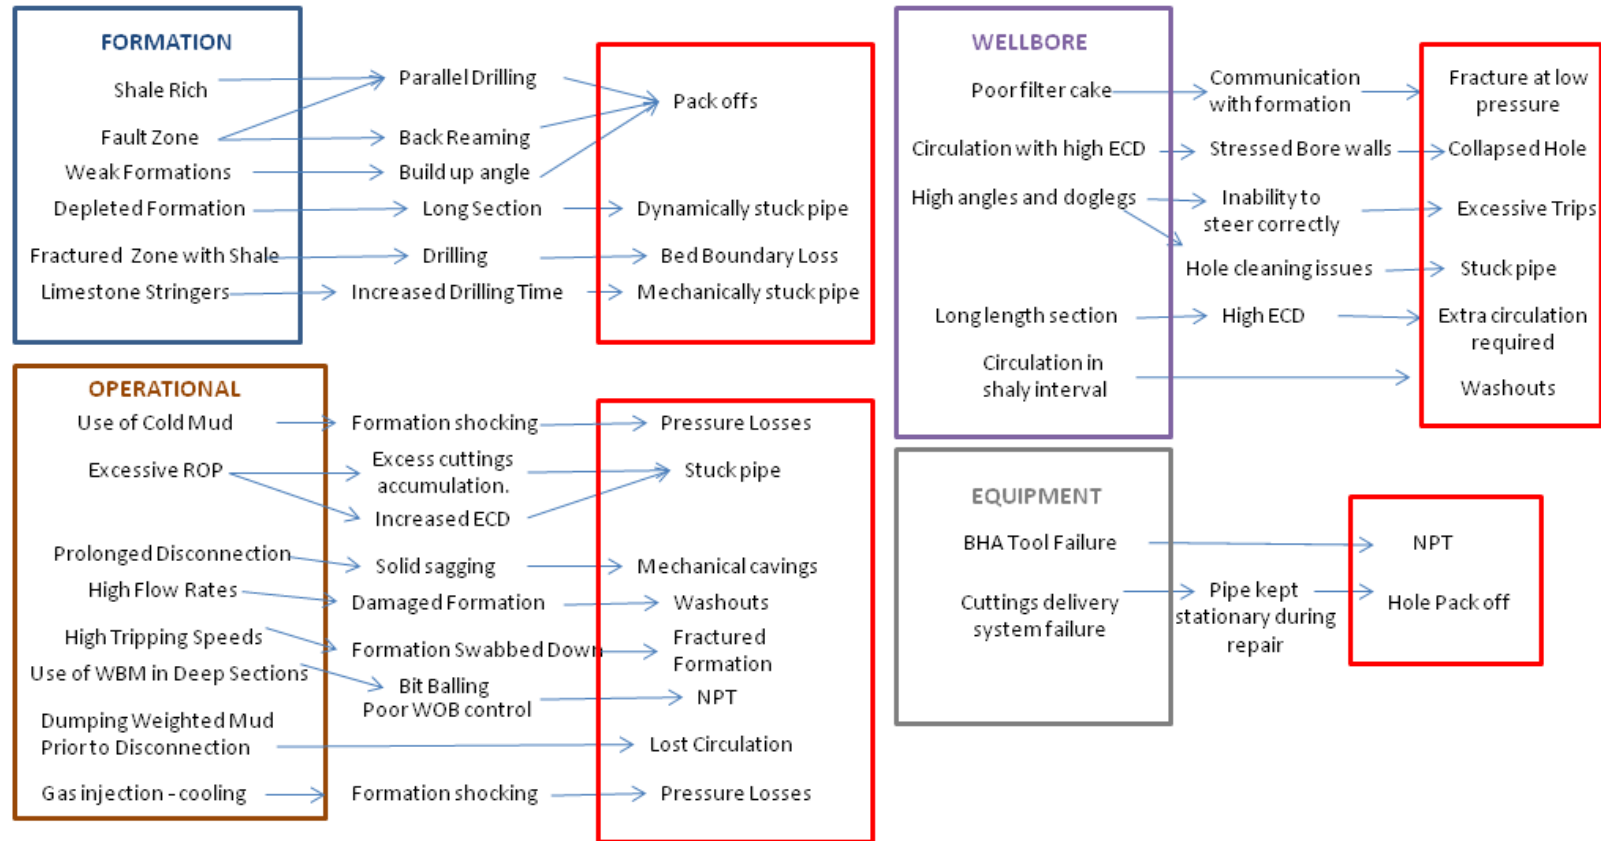 FORMATION
Shale Rich
Parallel Drilling
Pack offs
Fault Zone
Back Reaming
Weak Formations
Build up angle
Depleted Formation
Long Section
Dynamically stuck pipe
Fractured Zone with Shale
Drilling
Bed Boundary Loss
Limestone Stringers
Increased Drilling Time
Mechanically stuck pipe
OPERATIONAL
Use of Cold Mud
Formation shocking
Pressure Losses
Excessive ROP
Excess cuttings
accumulation.
Stuck pipe
Increased ECD
Prolonged Disconnection
Solid sagging
Mechanical cavings
High Flow Rates
Damaged Formation
Washouts
High Tripping Speeds
Formation Swabbed Down
Fractured
Formation
Use of WBM in Deep Sections
Bit Balling
Poor WOB control
NPT
Dumping Weighted Mud
Prior to Disconnection
Lost Circulation
Gas injection - cooling
Formation shocking
Pressure Losses
WELLBORE
Poor filter cake
Communication
with formation
Fracture at low
pressure
Circulation with high ECD
Stressed Bore walls
Collapsed Hole
High angles and doglegs
Inability to
steer correctly
Excessive Trips
Hole cleaning issues
Stuck pipe
Long length section
High ECD
Extra circulation
required
Circulation in
shaly interval
Washouts
EQUIPMENT
BHA Tool Failure
NPT
Cuttings delivery
system failure
Pipe kept
stationary during
repair
Hole Pack off